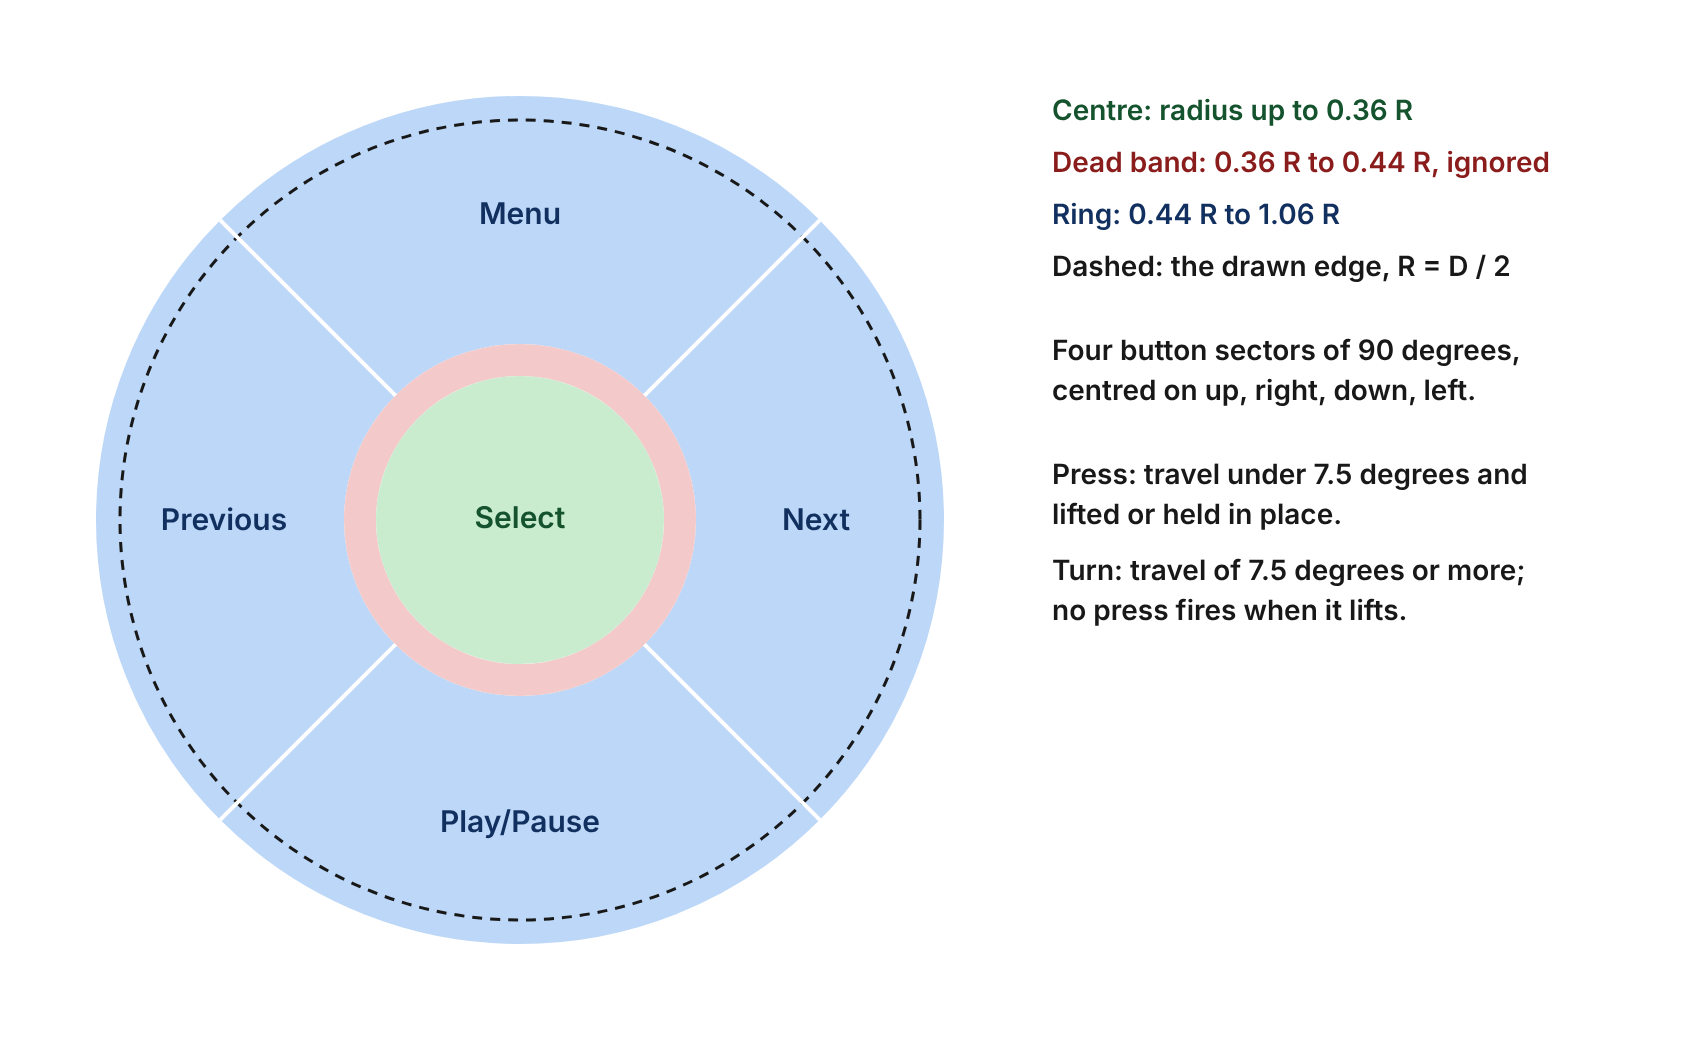 Menu
Previous
Select
Next
Play/Pause
Centre: radius up to 0.36 R
Dead band: 0.36 R to 0.44 R, ignored
Ring: 0.44 R to 1.06 R
Dashed: the drawn edge, R = D / 2
Four button sectors of 90 degrees,
centred on up, right, down, left.
Press: travel under 7.5 degrees and
lifted or held in place.
Turn: travel of 7.5 degrees or more;
no press fires when it lifts.